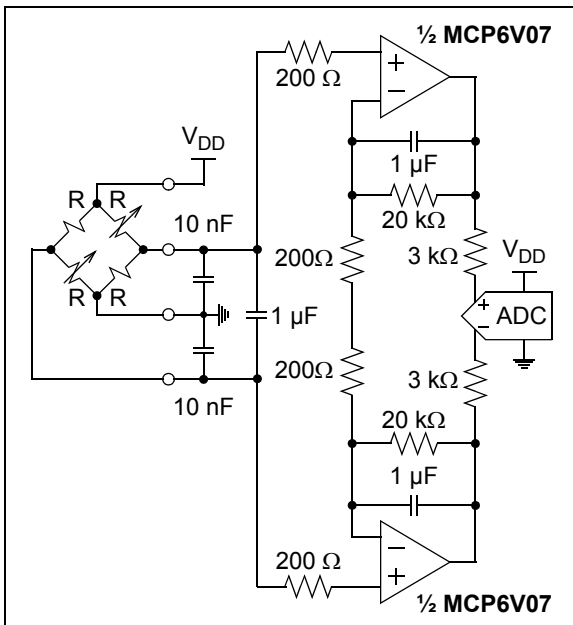 ½ MCP6V07
+
−
200 Ω
V_DD
1 µF
R R
10 nF
20 kΩ
200Ω
3 kΩ
V_DD
+
−
ADC
1 µF
R R
200Ω
3 kΩ
10 nF
20 kΩ
1 µF
200 Ω
−
+
½ MCP6V07